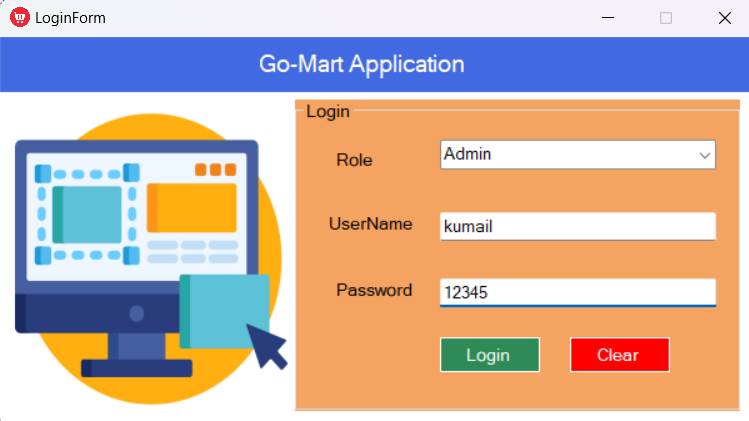 LoginForm
Go-Mart Application
Login
Role
Admin
UserName
kumail
Password
12345
Login
Clear